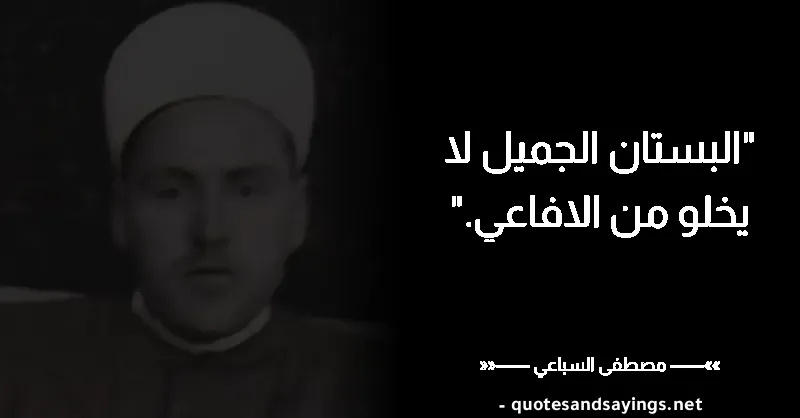 "البستان الجميل لا
يخلو من الافاعي."
««—— مصطفى السباعي ——»»
- quotesandsayings.net